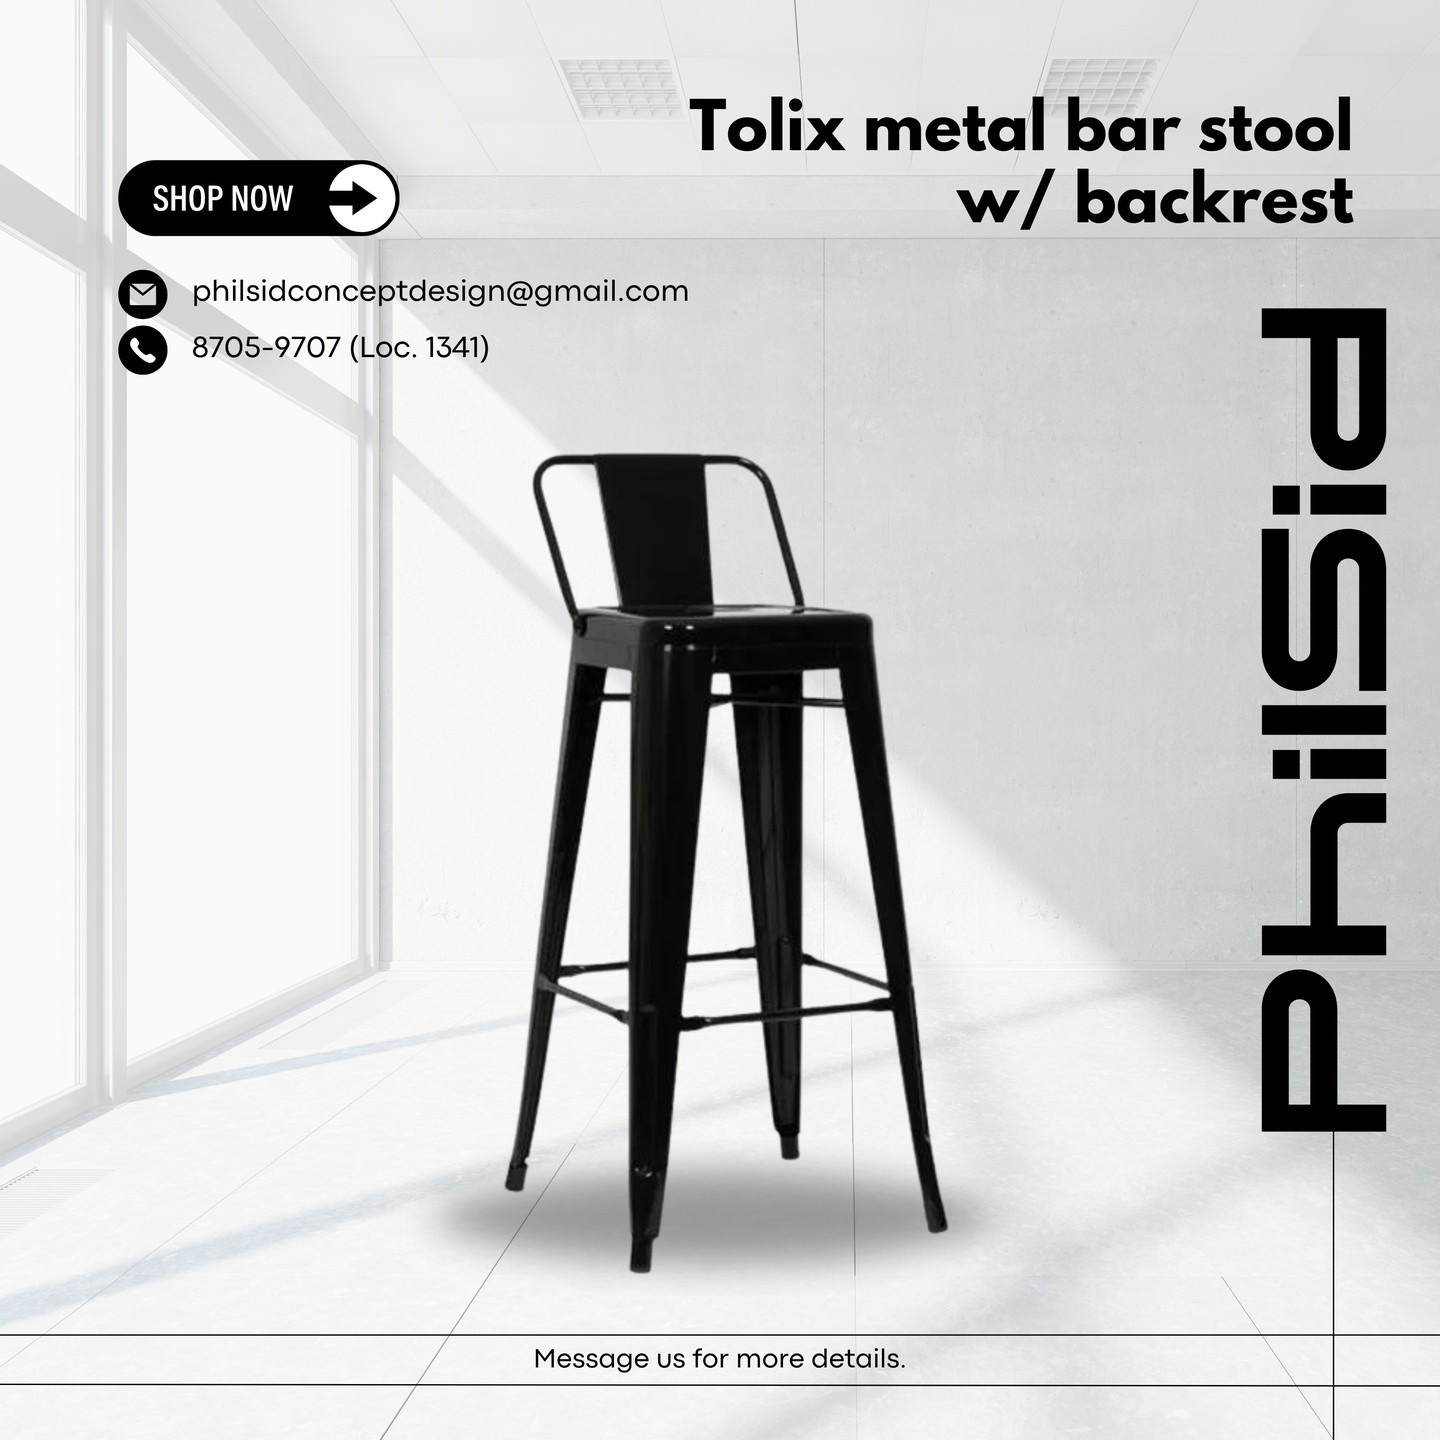 Tolix metal bar stool
w/ backrest
SHOP NOW
philsidconceptdesign@gmail.com
8705-9707 (Loc. 1341)
PhilSid
Message us for more details.